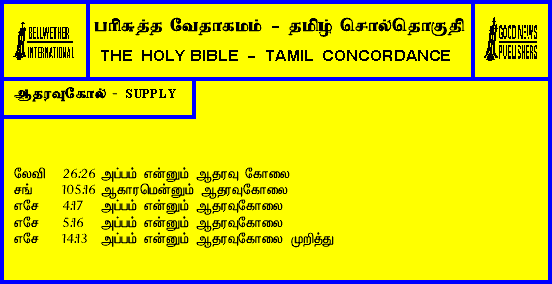 BELLWETHER
INTERNATIONAL
பரிசுத்த வேதாகமம் - தமிழ் சொல்தொகுதி
THE HOLY BIBLE - TAMIL CONCORDANCE
GOOD NEWS
PUBLISHERS
ஆதரவுகோல் - SUPPLY
லேவி 26:26 அப்பம் என்னும் ஆதரவு கோலை
சங் 105:16 ஆகாரமென்னும் ஆதரவுகோலை
எசே 4:17 அப்பம் என்னும் ஆதரவுகோலை
எசே 5:16 அப்பம் என்னும் ஆதரவுகோலை
எசே 14:13 அப்பம் என்னும் ஆதரவுகோலை முறித்து